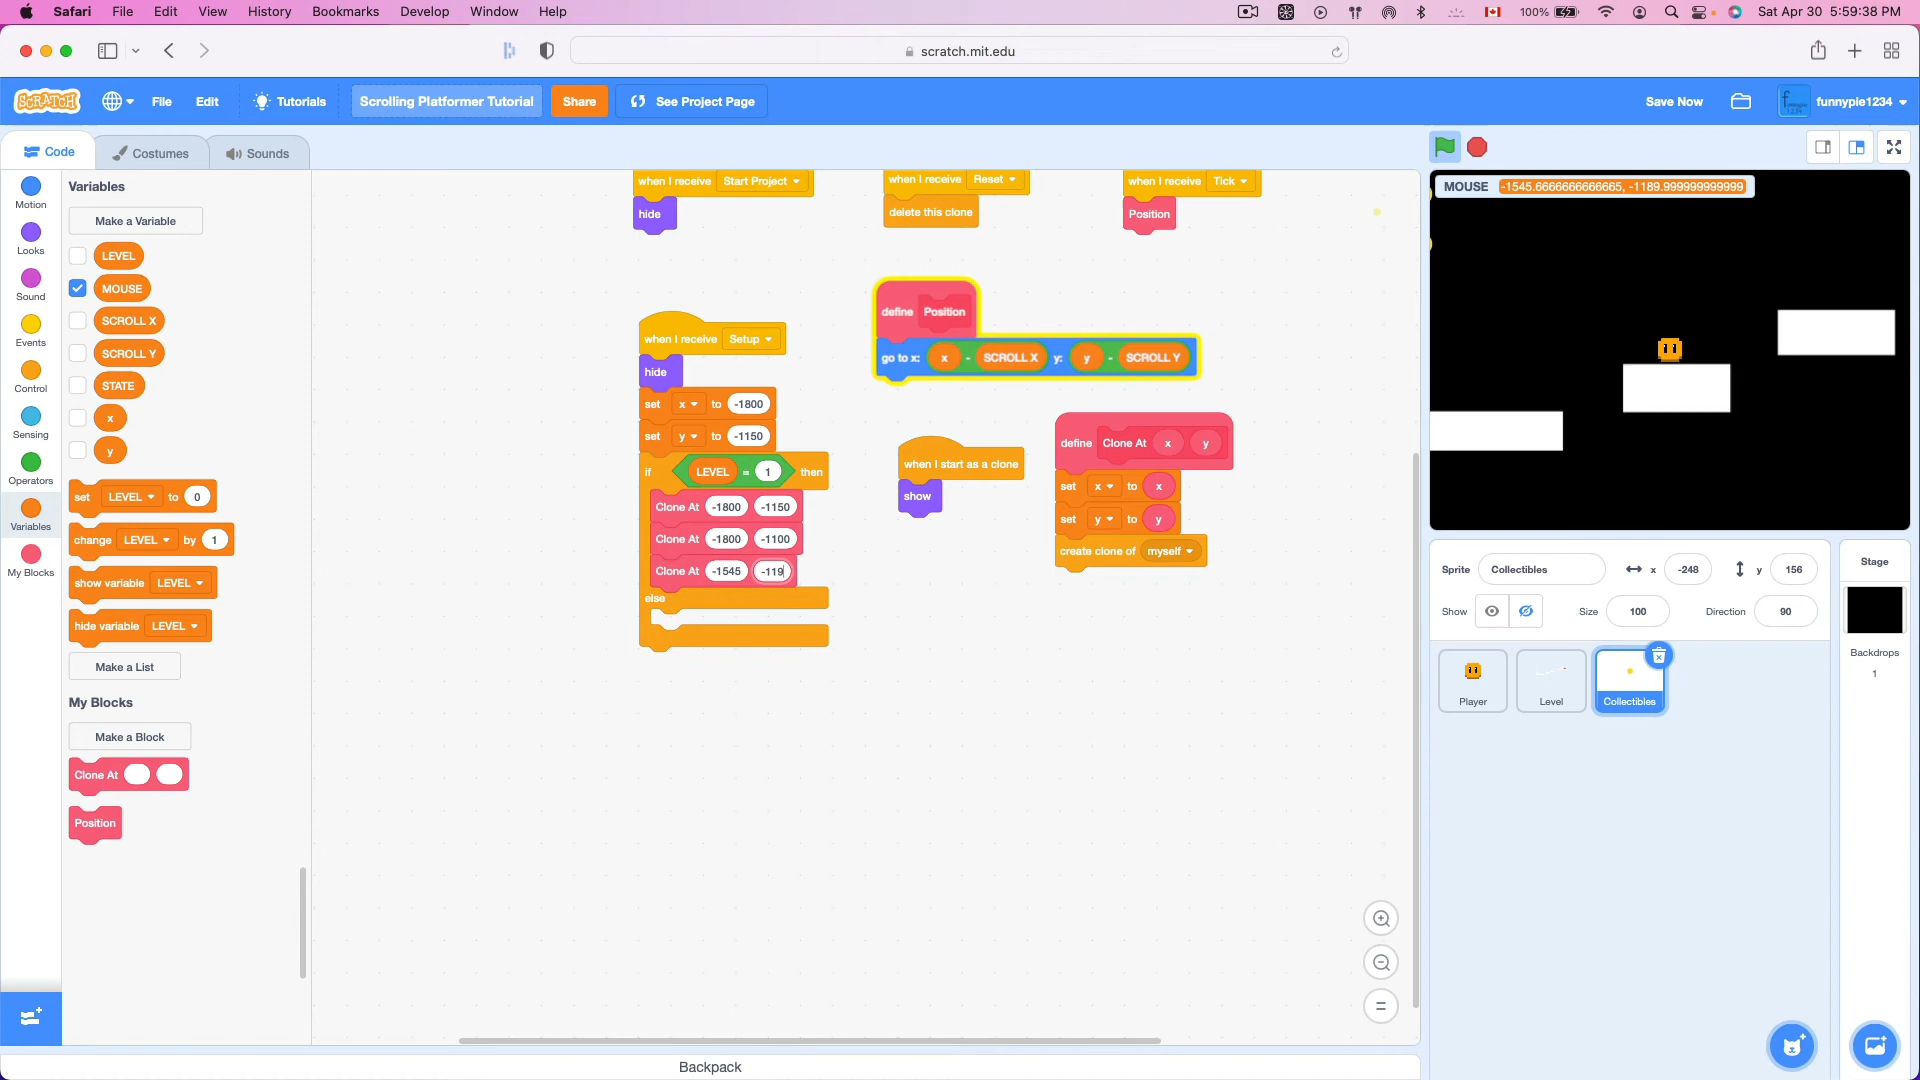 Safari File Edit View History Bookmarks Develop Window Help 100% Sat Apr 30 5:59:38 PM
scratch.mit.edu
SCRATCH File Edit Tutorials Scrolling Platformer Tutorial Share See Project Page Save Now funnypie1234
Code Costumes Sounds
Motion
Looks
Sound
Events
Control
Sensing
Operators
Variables
My Blocks
Variables
Make a Variable
LEVEL
MOUSE
SCROLL X
SCROLL Y
STATE
x
y
set LEVEL to 0
change LEVEL by 1
show variable LEVEL
hide variable LEVEL
Make a List
My Blocks
Make a Block
Clone At
Position
when I receive Start Project
hide
when I receive Reset
delete this clone
when I receive Tick
Position
define Position
go to x: x - SCROLL X y: y - SCROLL Y
when I receive Setup
hide
set x to -1800
set y to -1150
if LEVEL = 1 then
Clone At -1800 -1150
Clone At -1800 -1100
Clone At -1545 -119
else
when I start as a clone
show
define Clone At x y
set x to x
set y to y
create clone of myself
Backpack
MOUSE -1545.6666666666665, -1189.999999999999
Sprite Collectibles x -248 y 156
Show Size 100 Direction 90
Player
Level
Collectibles
Stage
Backdrops
1